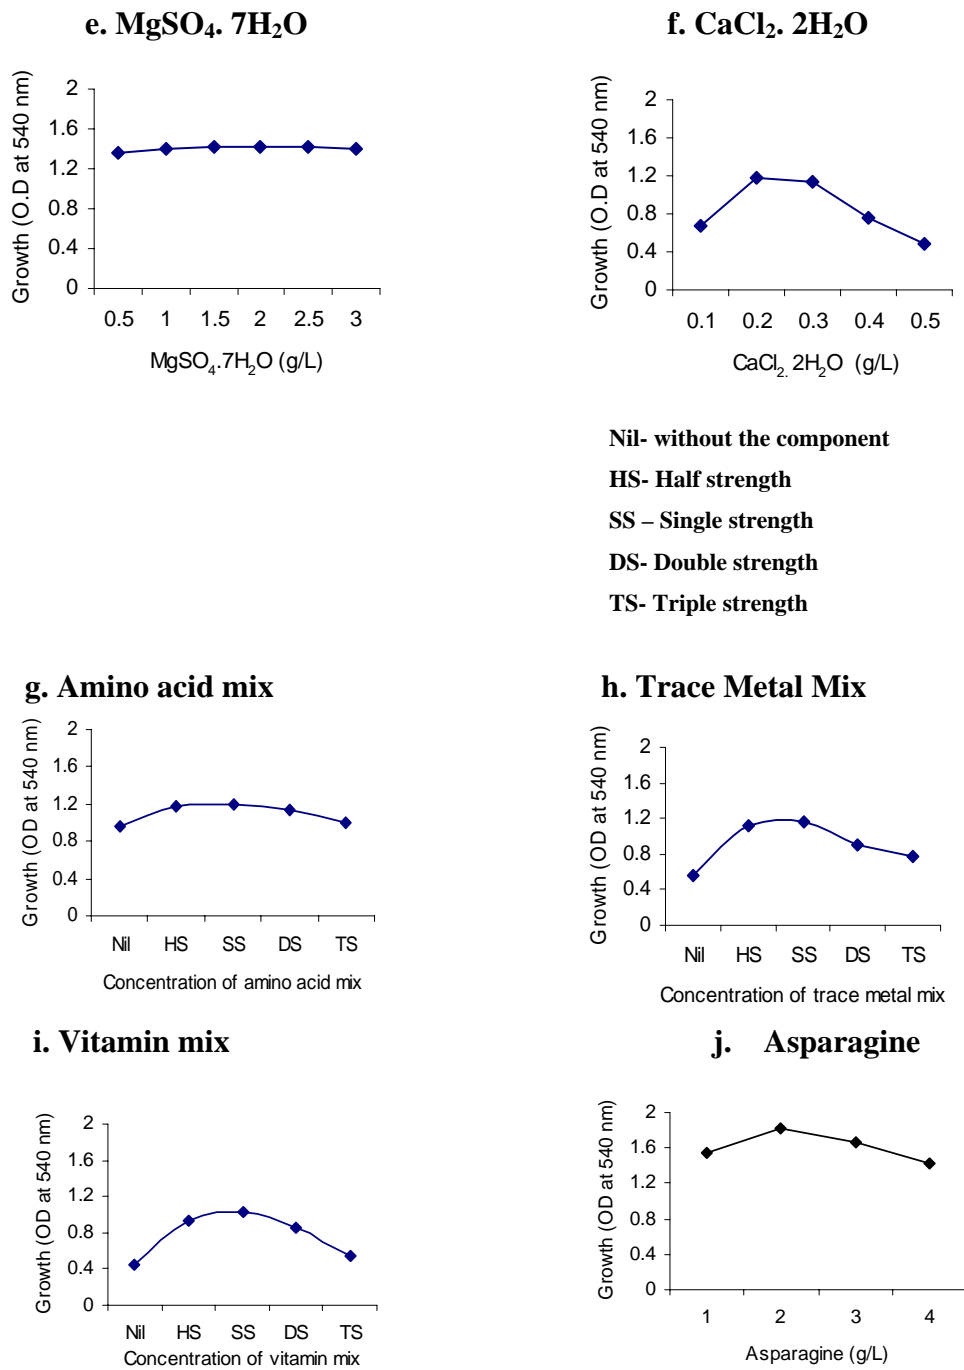 e. MgSO₄. 7H₂O
f. CaCl₂. 2H₂O
Growth (O.D at 540 nm)
2
1.6
1.2
0.8
0.4
0
0.5 1 1.5 2 2.5 3
MgSO₄.7H₂O (g/L)
Growth (O.D at 540 nm)
2
1.6
1.2
0.8
0.4
0
0.1 0.2 0.3 0.4 0.5
CaCl₂. 2H₂O (g/L)
Nil- without the component
HS- Half strength
SS – Single strength
DS- Double strength
TS- Triple strength
g. Amino acid mix
h. Trace Metal Mix
Growth (OD at 540 nm)
2
1.6
1.2
0.8
0.4
0
Nil HS SS DS TS
Concentration of amino acid mix
Growth (OD at 540 nm)
2
1.6
1.2
0.8
0.4
0
Nil HS SS DS TS
Concentration of trace metal mix
i. Vitamin mix
j. Asparagine
Growth (OD at 540 nm)
2
1.6
1.2
0.8
0.4
0
Nil HS SS DS TS
Concentration of vitamin mix
Growth (OD at 540 nm)
2
1.6
1.2
0.8
0.4
0
1 2 3 4
Asparagine (g/L)